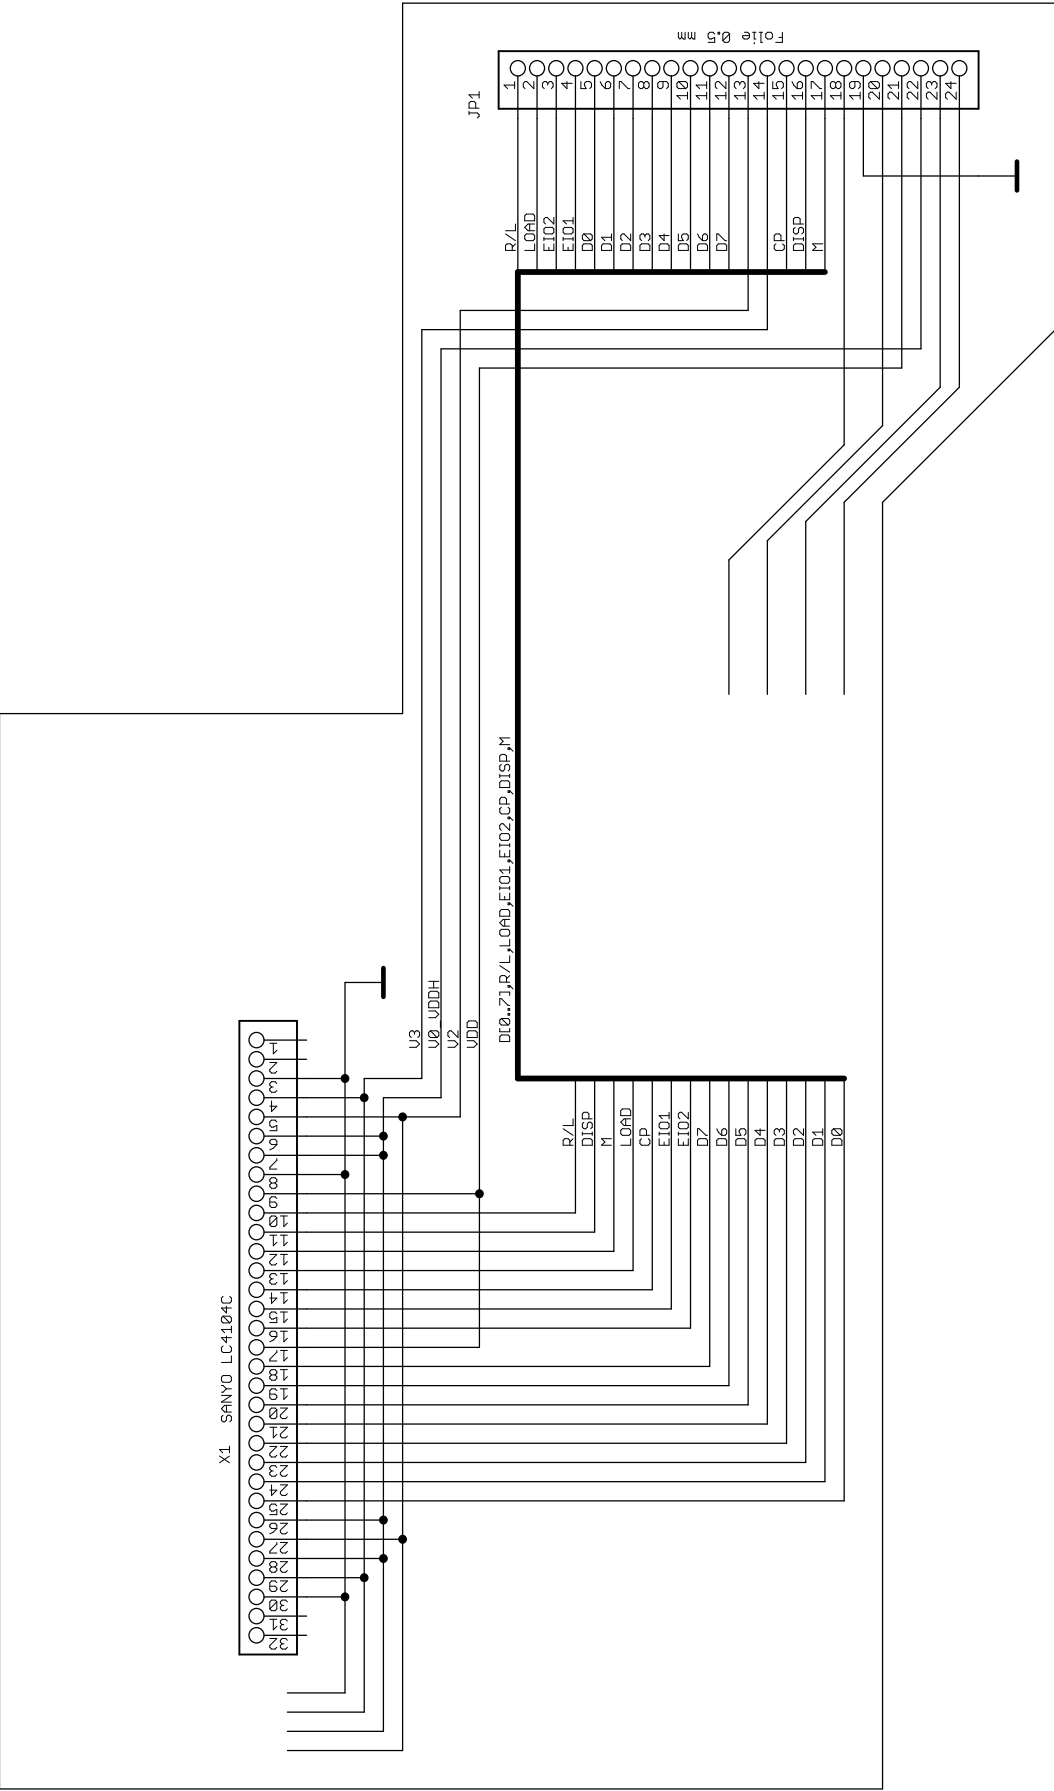 Folie 0.5 mm
JP1
1
2
3
4
5
6
7
8
9
10
11
12
13
14
15
16
17
18
19
20
21
22
23
24
R/L
LOAD
EIO2
EIO1
D0
D1
D2
D3
D4
D5
D6
D7
CP
DISP
M
D[0..7],R/L,LOAD,EIO1,EIO2,CP,DISP,M
V3
V0_VDDH
V2
VDD
R/L
DISP
M
LOAD
CP
EIO1
EIO2
D7
D6
D5
D4
D3
D2
D1
D0
X1 SANYO LC4104C
1
2
3
4
5
6
7
8
9
10
11
12
13
14
15
16
17
18
19
20
21
22
23
24
25
26
27
28
29
30
31
32